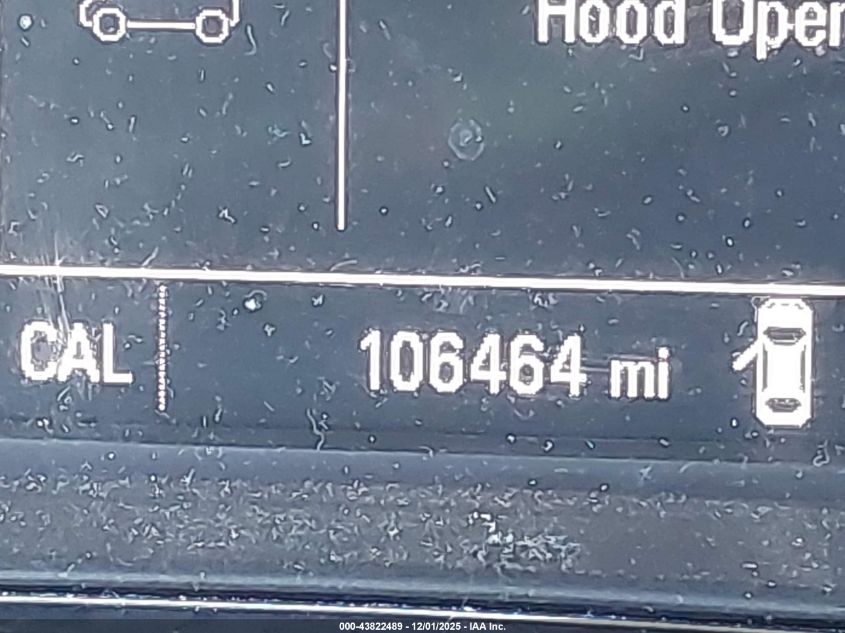 Hood Open
CAL 106464 mi
000-43822489 - 12/01/2025 - IAA Inc.